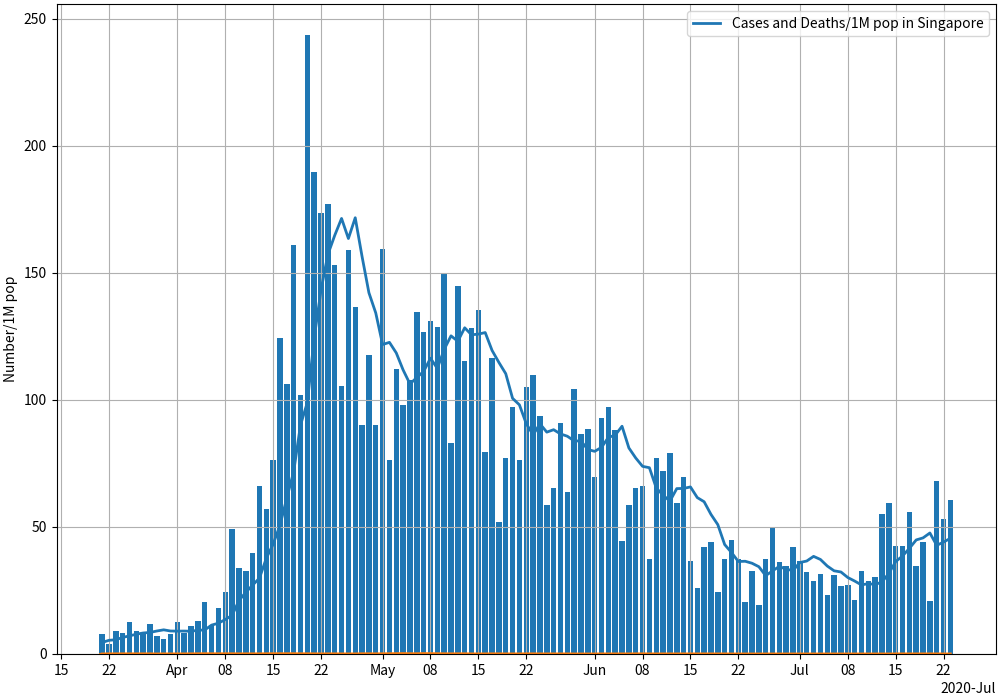 Cases and Deaths/1M pop in Singapore
250
200
150
100
50
0
Number/1M pop
15 22 Apr 08 15 22 May 08 15 22 Jun 08 15 22 Jul 08 15 22
2020-Jul